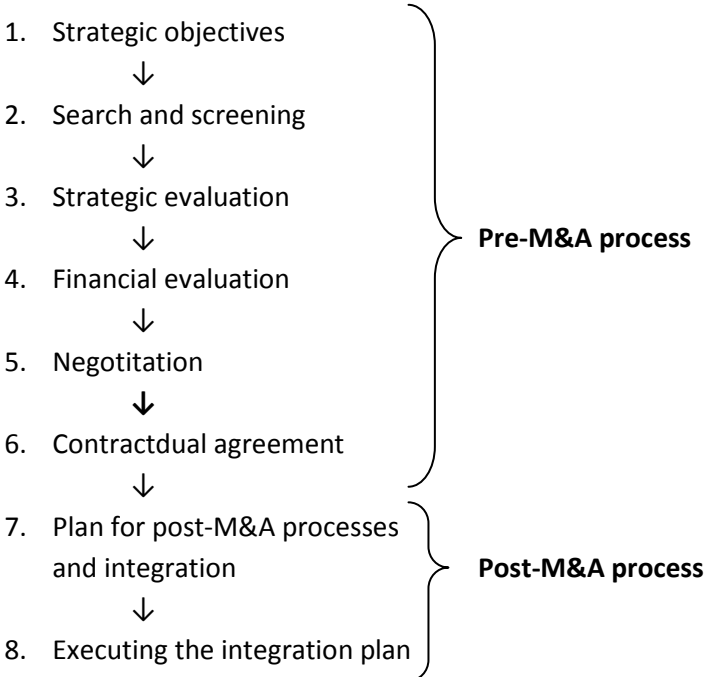 1. Strategic objectives
↓
2. Search and screening
↓
3. Strategic evaluation
↓
Pre-M&A process
4. Financial evaluation
↓
5. Negotitation
↓
6. Contractdual agreement
↓
7. Plan for post-M&A processes
and integration
Post-M&A process
↓
8. Executing the integration plan